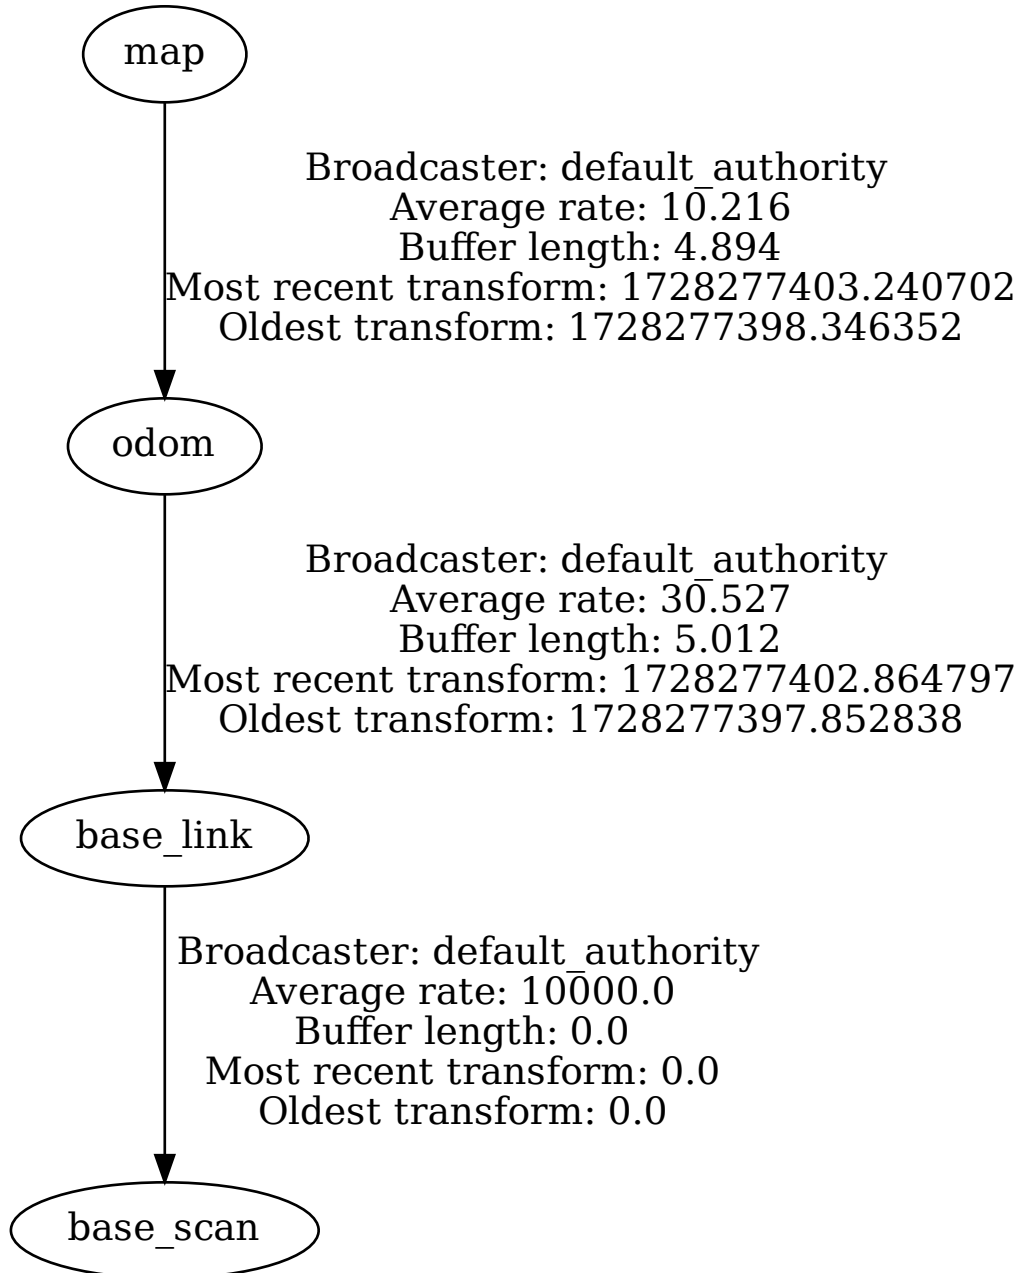 map
Broadcaster: default_authority
Average rate: 10.216
Buffer length: 4.894
Most recent transform: 1728277403.240702
Oldest transform: 1728277398.346352
odom
Broadcaster: default_authority
Average rate: 30.527
Buffer length: 5.012
Most recent transform: 1728277402.864797
Oldest transform: 1728277397.852838
base_link
Broadcaster: default_authority
Average rate: 10000.0
Buffer length: 0.0
Most recent transform: 0.0
Oldest transform: 0.0
base_scan